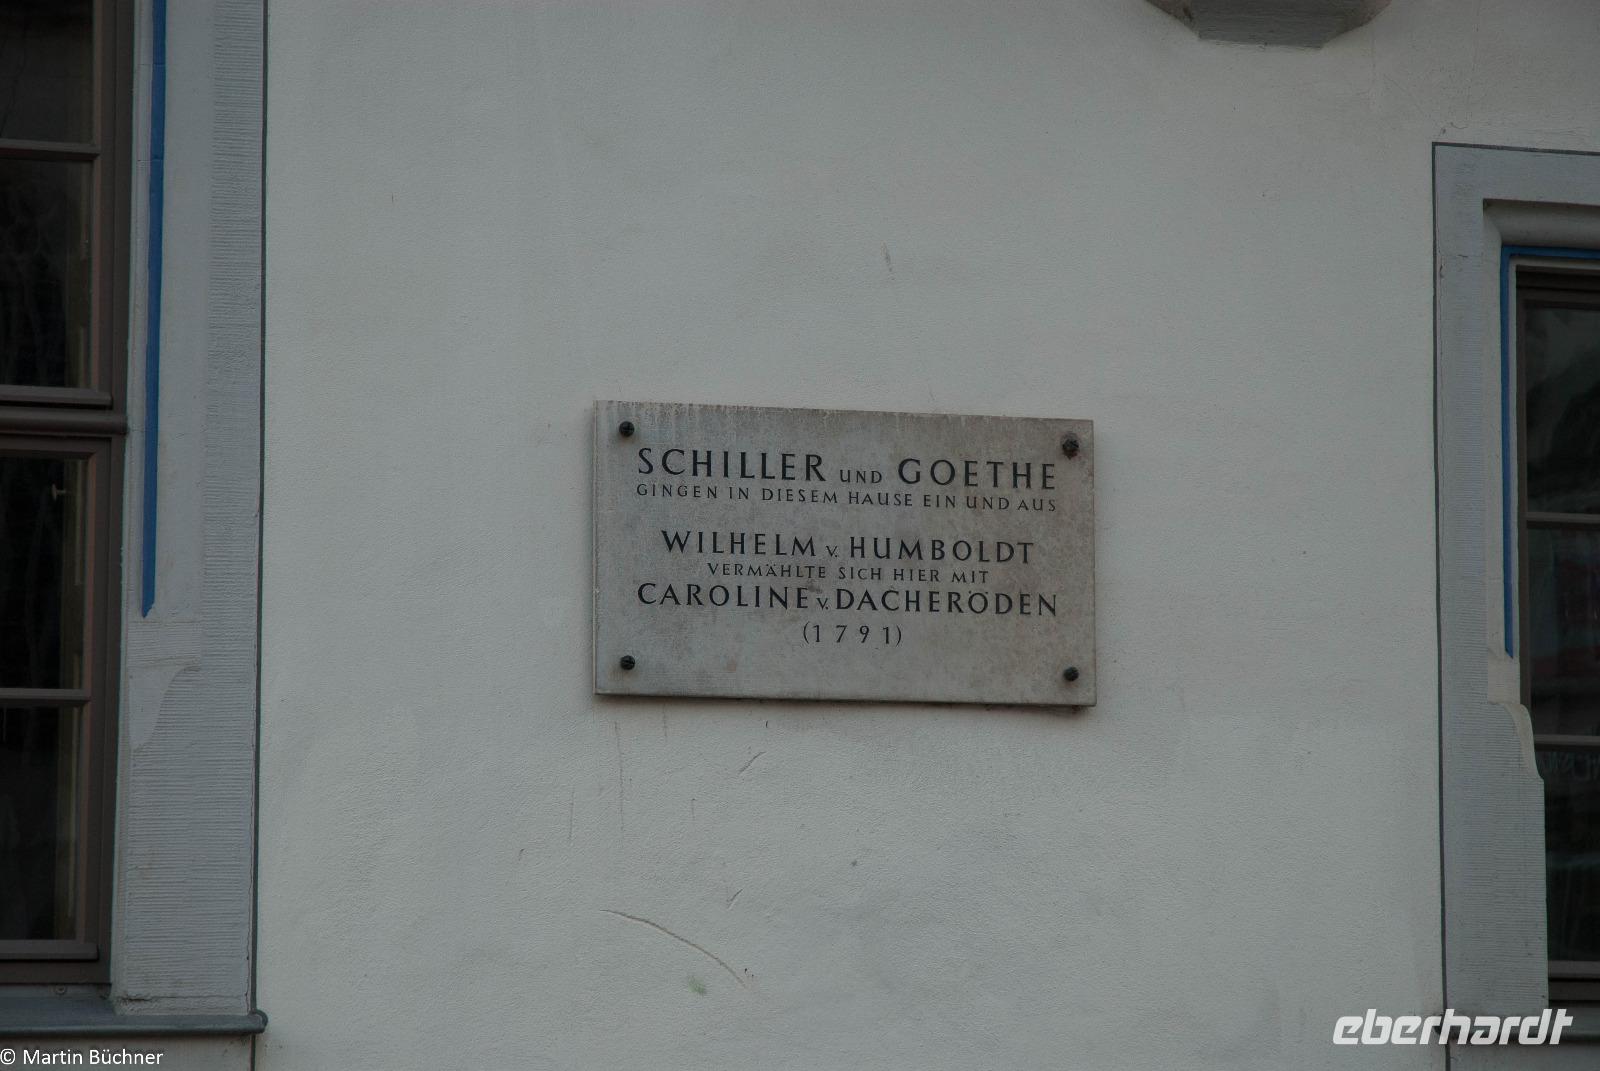 SCHILLER UND GOETHE
GINGEN IN DIESEM HAUSE EIN UND AUS
WILHELM V. HUMBOLDT
VERMÄHLTE SICH HIER MIT
CAROLINE V. DACHERÖDEN
(1791)
© Martin Büchner
eberhardt